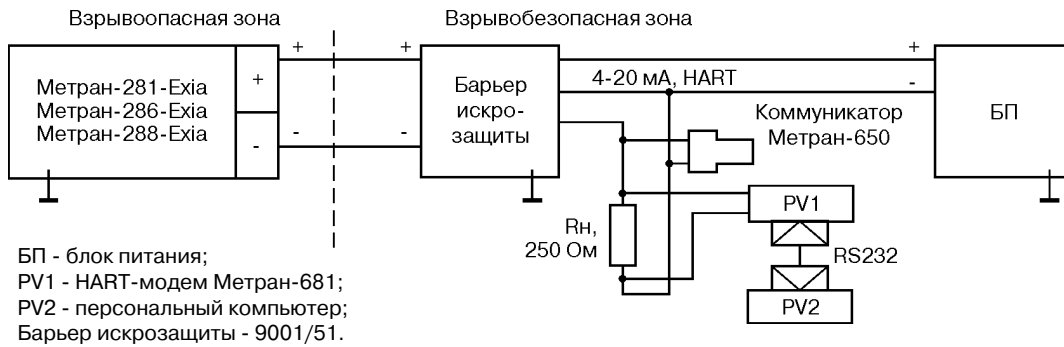 Взрывоопасная зона
Взрывобезопасная зона
+
+
+
+
-
-
-
-
Метран-281-Exia
Метран-286-Exia
Метран-288-Exia
Барьер
искро-
защиты
4-20 мА, HART
БП
Коммуникатор
Метран-650
Rн,
250 Ом
PV1
RS232
PV2
БП - блок питания;
PV1 - HART-модем Метран-681;
PV2 - персональный компьютер;
Барьер искрозащиты - 9001/51.